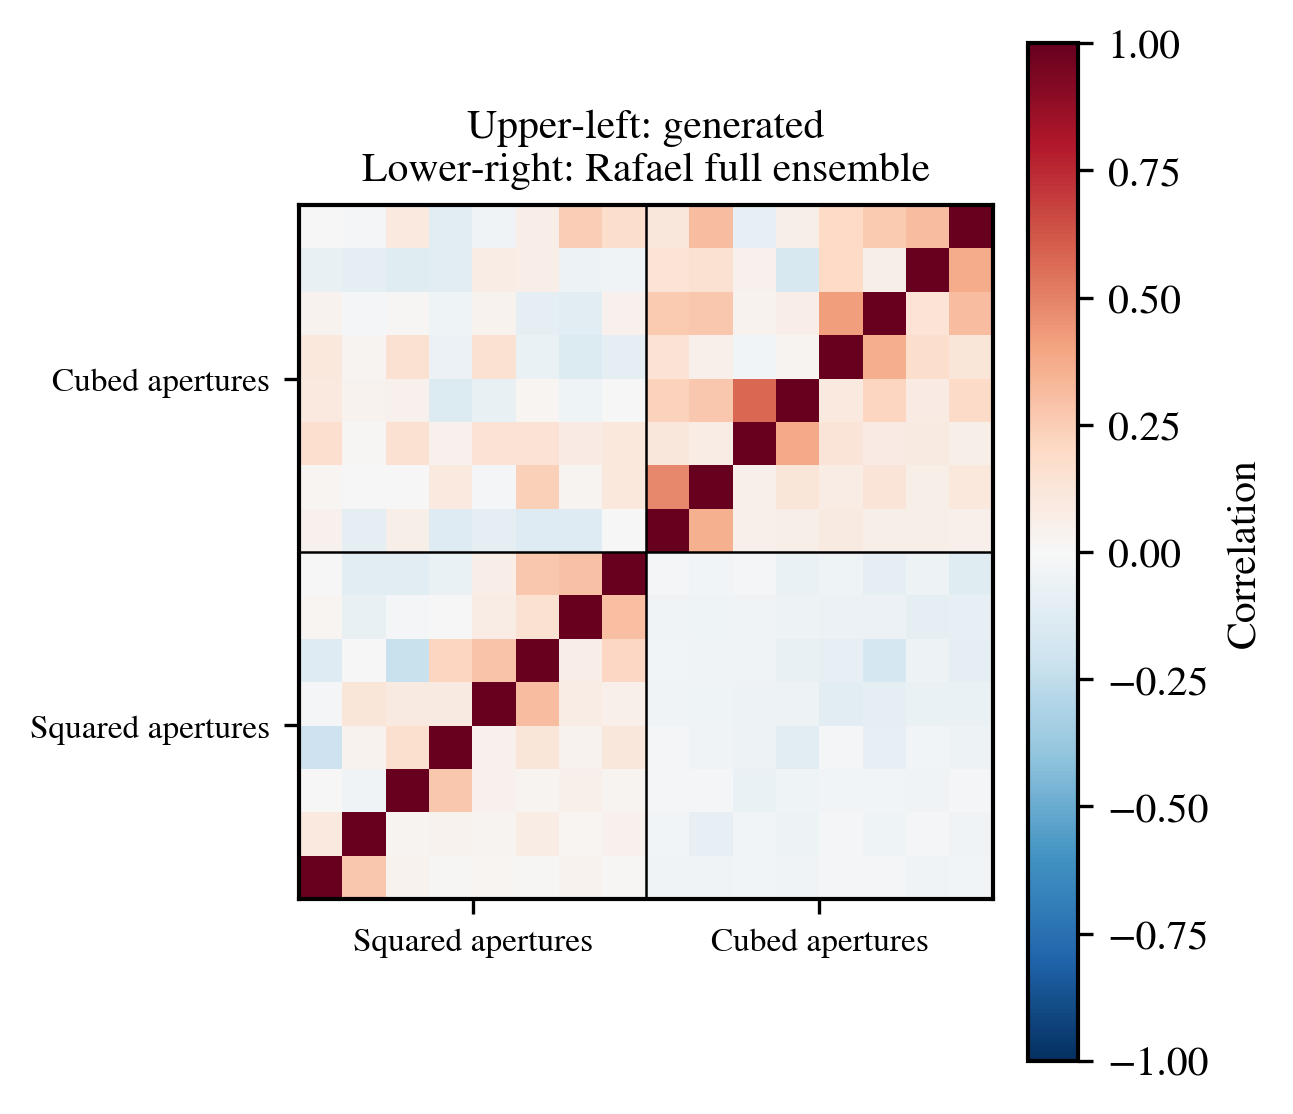 Upper-left: generated
Lower-right: Rafael full ensemble
Cubed apertures
Squared apertures
Squared apertures
Cubed apertures
1.00
0.75
0.50
0.25
0.00
−0.25
−0.50
−0.75
−1.00
Correlation